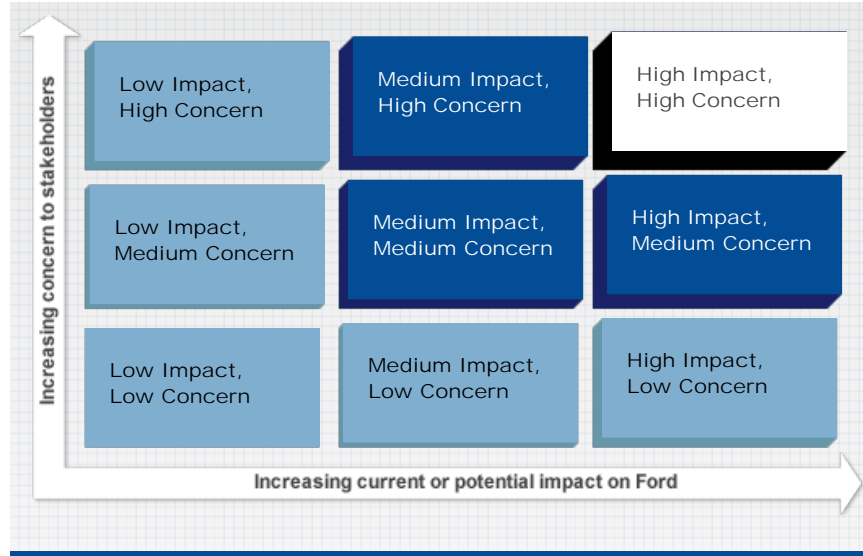 Increasing concern to stakeholders
Low Impact,
High Concern
Medium Impact,
High Concern
High Impact,
High Concern
Low Impact,
Medium Concern
Medium Impact,
Medium Concern
High Impact,
Medium Concern
Low Impact,
Low Concern
Medium Impact,
Low Concern
High Impact,
Low Concern
Increasing current or potential impact on Ford